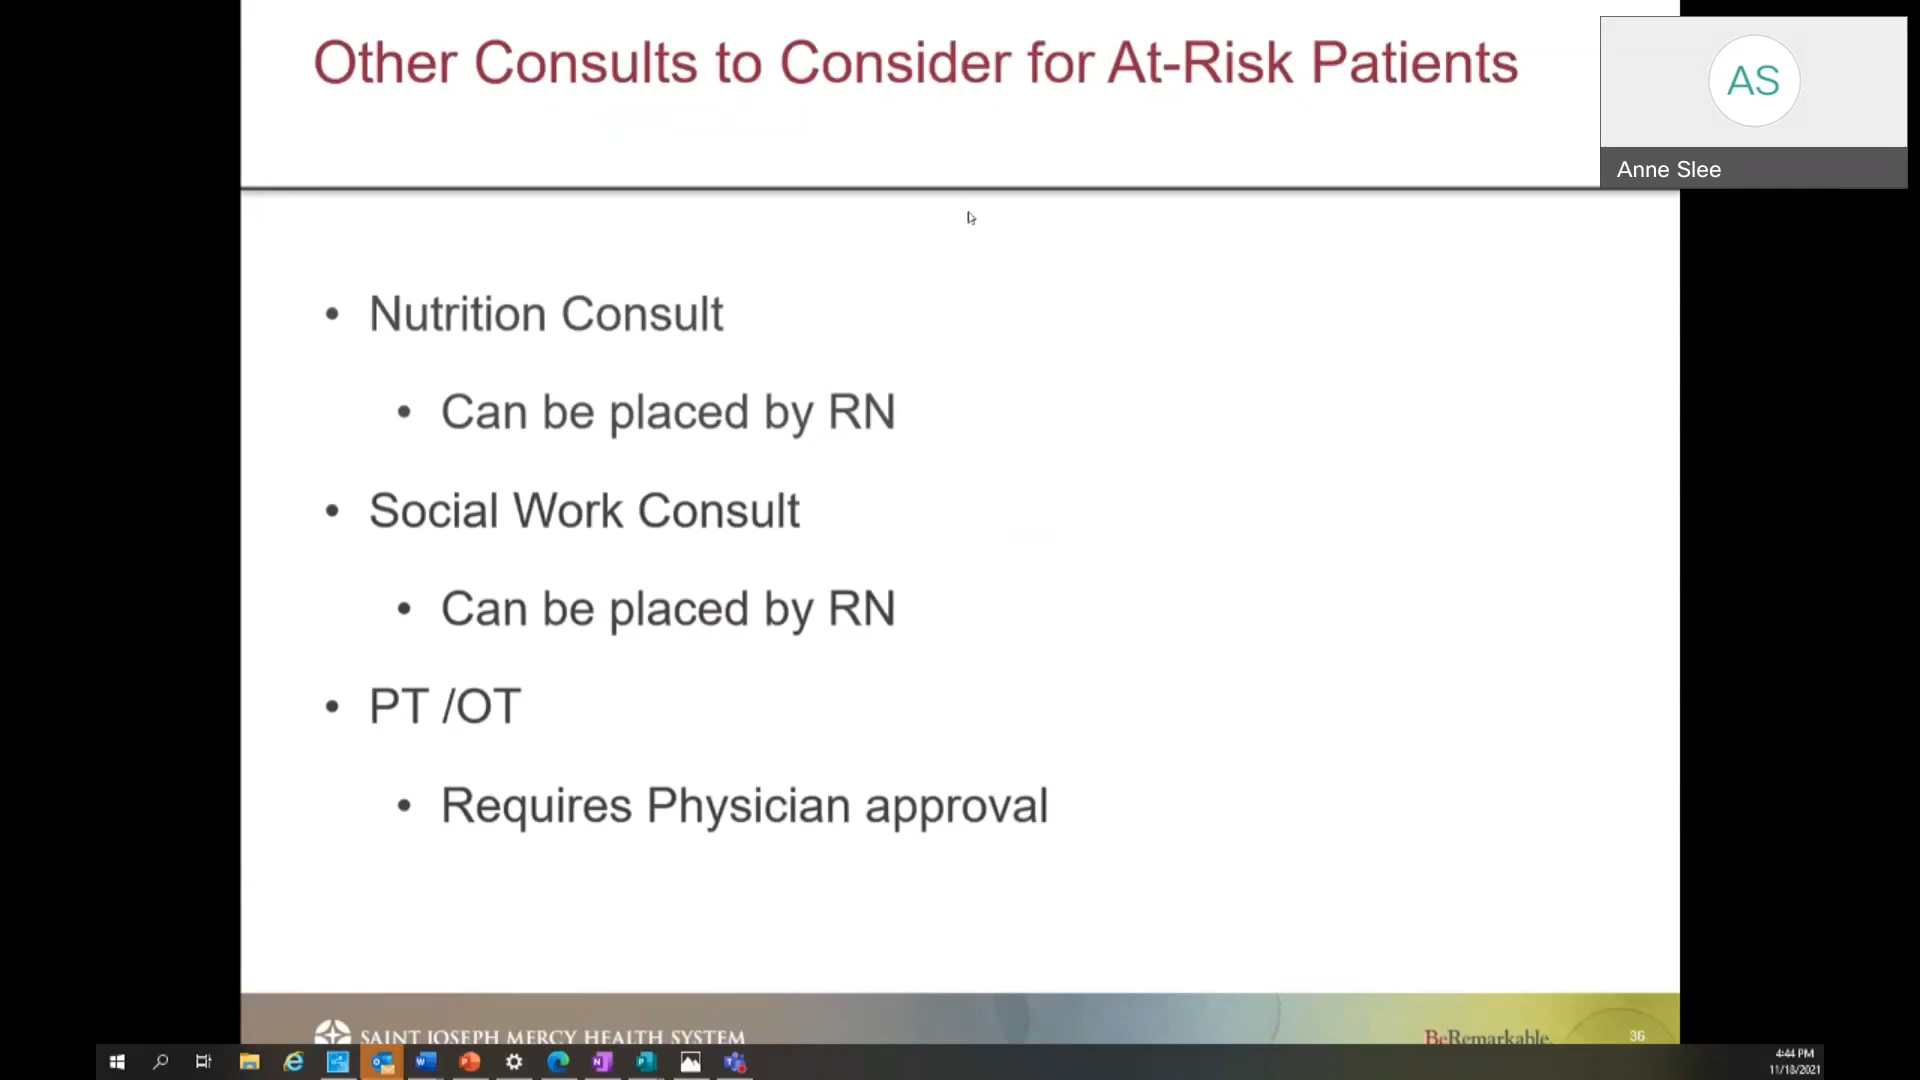 Other Consults to Consider for At-Risk Patients
AS
Anne Slee
• Nutrition Consult
• Can be placed by RN
• Social Work Consult
• Can be placed by RN
• PT /OT
• Requires Physician approval
SAINT JOSEPH MERCY HEALTH SYSTEM
BeRemarkable.
36
4:44 PM
11/18/2021